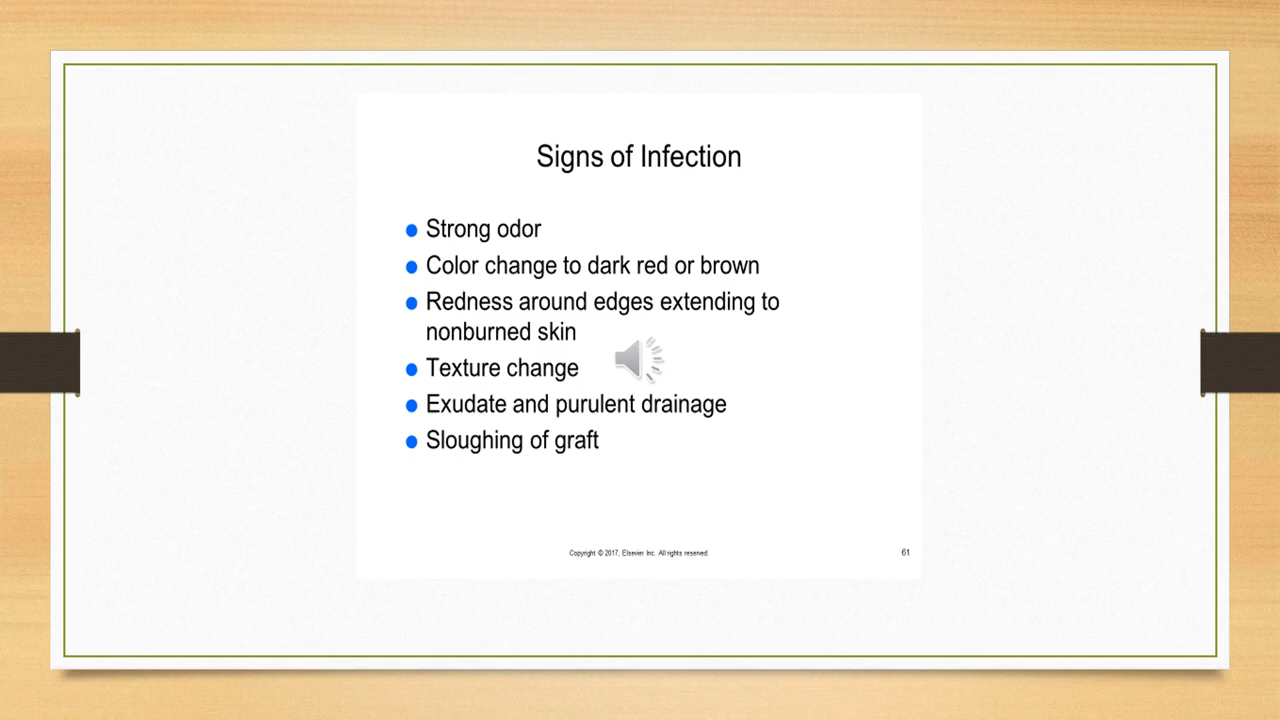 Signs of Infection
Strong odor
Color change to dark red or brown
Redness around edges extending to
nonburned skin
Texture change
Exudate and purulent drainage
Sloughing of graft
Copyright © 2017, Elsevier Inc. All rights reserved.
61